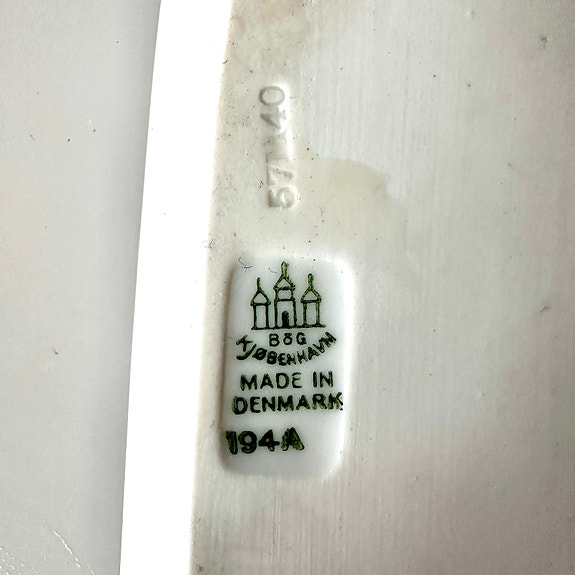 57 40
B&G
KJØBENHAVN
MADE IN
DENMARK
194A